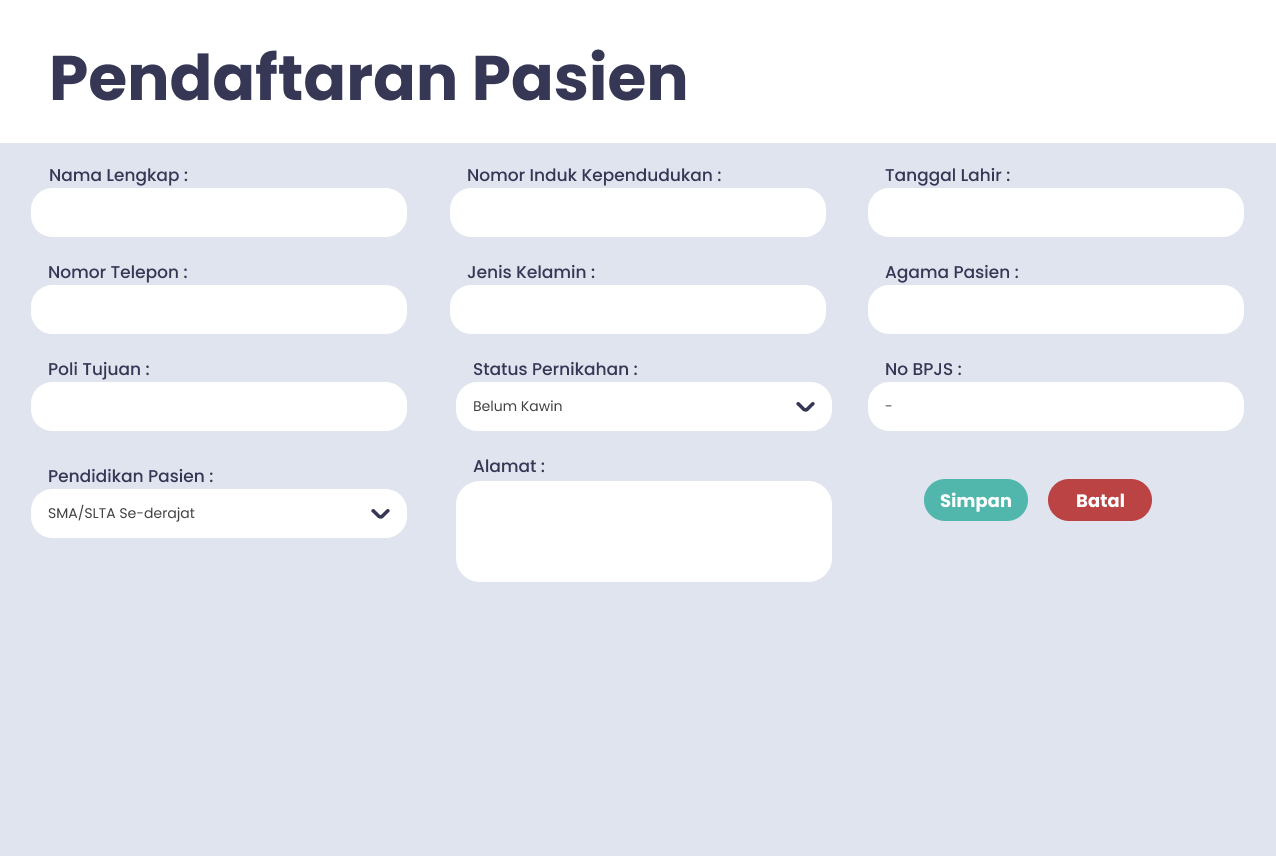 Pendaftaran Pasien
Nama Lengkap :
Nomor Induk Kependudukan :
Tanggal Lahir :
Nomor Telepon :
Jenis Kelamin :
Agama Pasien :
Poli Tujuan :
Status Pernikahan :
Belum Kawin
No BPJS :
-
Pendidikan Pasien :
SMA/SLTA Se-derajat
Alamat :
Simpan
Batal